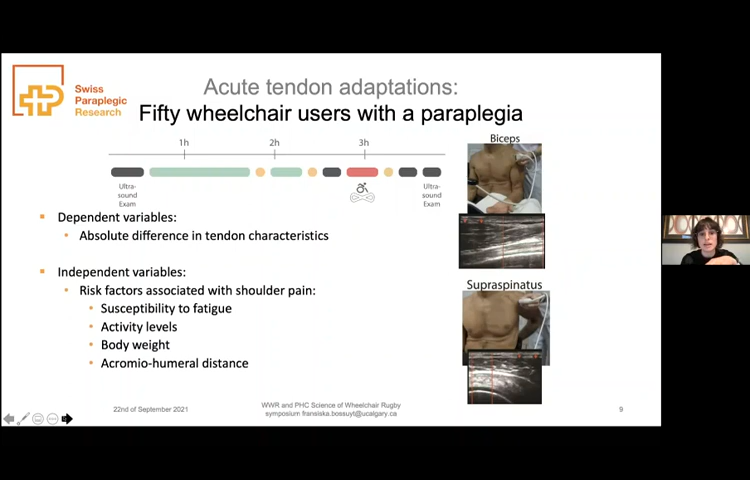 Swiss
Paraplegic
Research
Acute tendon adaptations:
Fifty wheelchair users with a paraplegia
1h
2h
3h
Ultra-
sound
Exam
Ultra-
sound
Exam
Biceps
Supraspinatus
Dependent variables:
Absolute difference in tendon characteristics
Independent variables:
Risk factors associated with shoulder pain:
Susceptibility to fatigue
Activity levels
Body weight
Acromio-humeral distance
22nd of September 2021
WWR and PHC Science of Wheelchair Rugby
symposium fransiska.bossuyt@ucalgary.ca
9